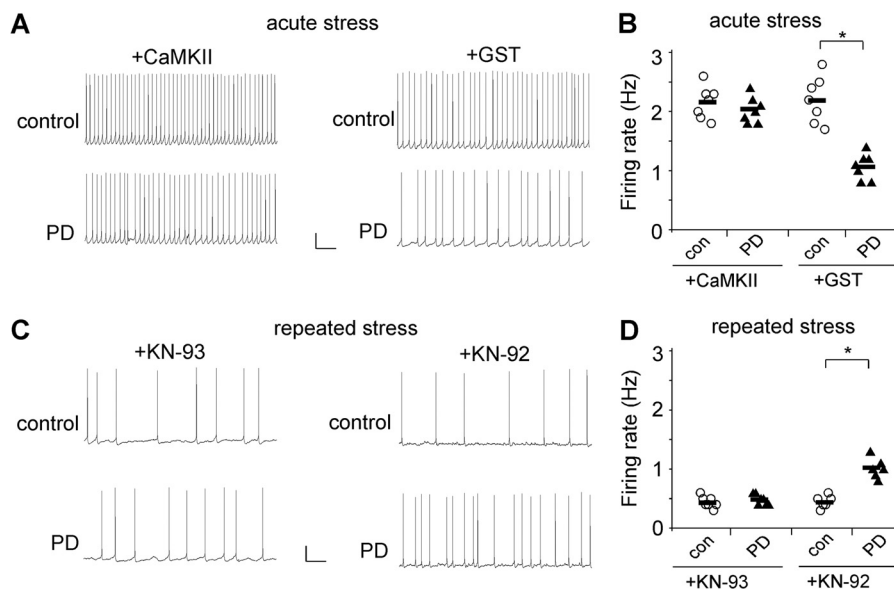 A
acute stress
+CaMKII
+GST
control
control
PD
PD
B
acute stress
Firing rate (Hz)
3
2
1
0
con
PD
con
PD
+CaMKII
+GST
*
C
repeated stress
+KN-93
+KN-92
control
control
PD
PD
D
repeated stress
Firing rate (Hz)
3
2
1
0
con
PD
con
PD
+KN-93
+KN-92
*